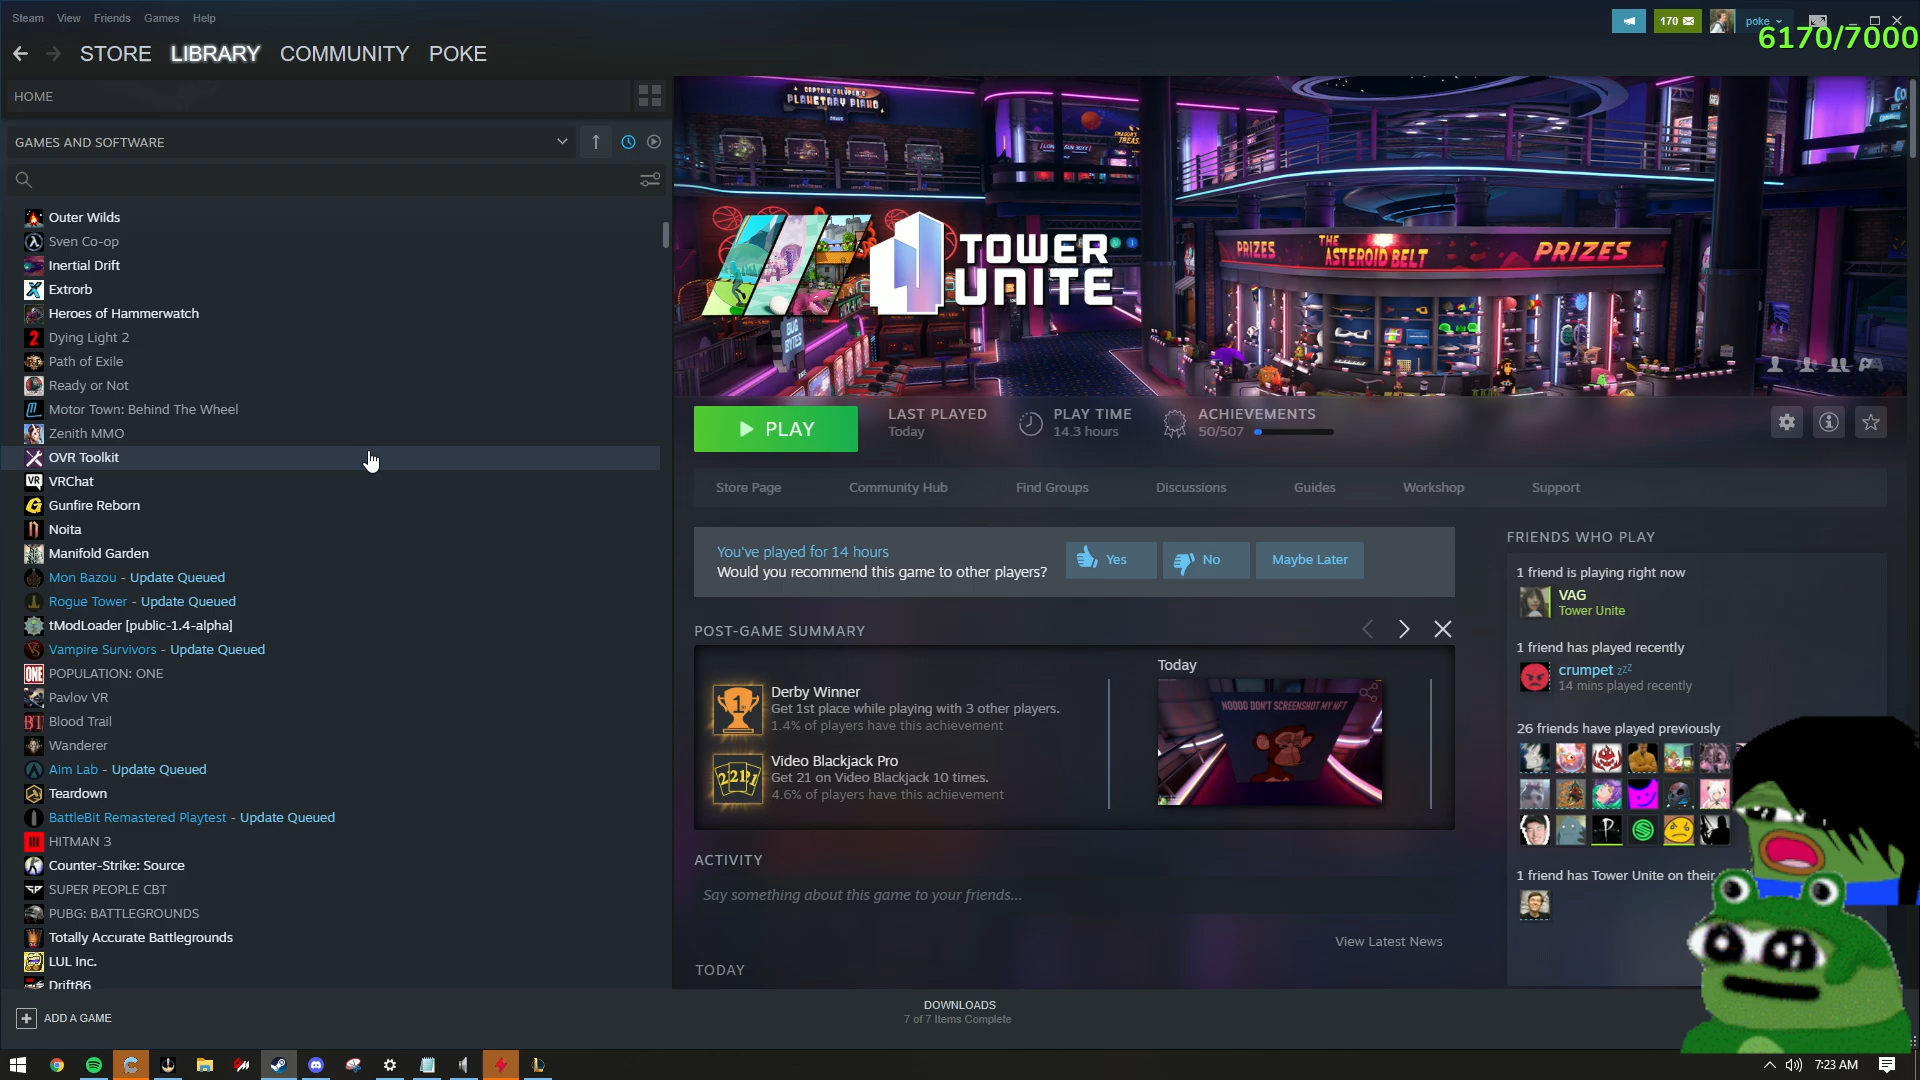 Steam View Friends Games Help
170
poke
6170/7000
STORE LIBRARY COMMUNITY POKE
HOME
GAMES AND SOFTWARE
Outer Wilds
Sven Co-op
Inertial Drift
Extrorb
Heroes of Hammerwatch
Dying Light 2
Path of Exile
Ready or Not
Motor Town: Behind The Wheel
Zenith MMO
OVR Toolkit
VRChat
Gunfire Reborn
Noita
Manifold Garden
Mon Bazou - Update Queued
Rogue Tower - Update Queued
tModLoader [public-1.4-alpha]
Vampire Survivors - Update Queued
POPULATION: ONE
Pavlov VR
Blood Trail
Wanderer
Aim Lab - Update Queued
Teardown
BattleBit Remastered Playtest - Update Queued
HITMAN 3
Counter-Strike: Source
SUPER PEOPLE CBT
PUBG: BATTLEGROUNDS
Totally Accurate Battlegrounds
LUL Inc.
Drift86
ADD A GAME
CAPTAIN CALYPSO'S
PLANETARY PIANO
TOWER
UNITE
BUG
BYTES
PRIZES
THE
ASTEROID BELT
PRIZES
PLAY
LAST PLAYED
Today
PLAY TIME
14.3 hours
ACHIEVEMENTS
50/507
Store Page Community Hub Find Groups Discussions Guides Workshop Support
You've played for 14 hours
Would you recommend this game to other players?
Yes
No
Maybe Later
POST-GAME SUMMARY
Derby Winner
Get 1st place while playing with 3 other players.
1.4% of players have this achievement
Video Blackjack Pro
Get 21 on Video Blackjack 10 times.
4.6% of players have this achievement
Today
NOOOO DON'T SCREENSHOT MY NFT
ACTIVITY
Say something about this game to your friends...
View Latest News
TODAY
FRIENDS WHO PLAY
1 friend is playing right now
VAG
Tower Unite
1 friend has played recently
crumpet zzZ
14 mins played recently
26 friends have played previously
1 friend has Tower Unite on their
DOWNLOADS
7 of 7 Items Complete
7:23 AM